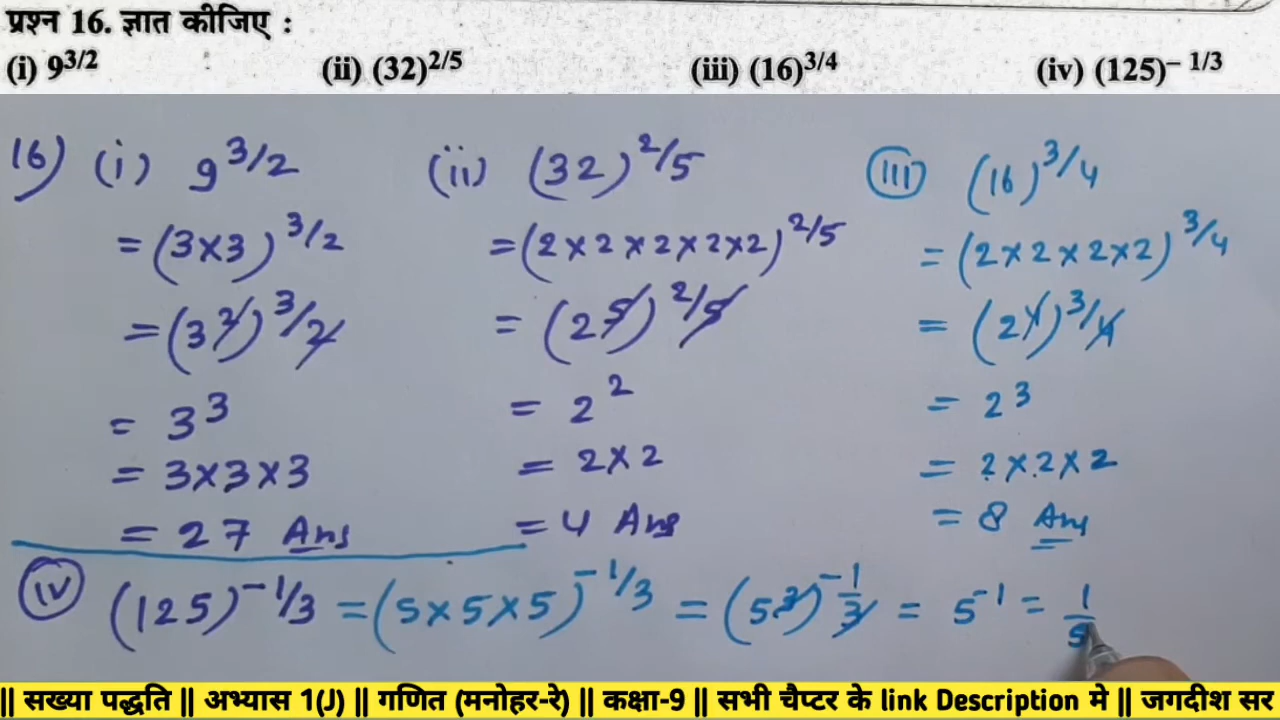 प्रश्न 16. ज्ञात कीजिए :
(i) 9^{3/2} (ii) (32)^{2/5} (iii) (16)^{3/4} (iv) (125)^{- 1/3}
16) (i) 9^{3/2} (ii) (32)^{2/5} (III) (16)^{3/4}
= (3×3)^{3/2} = (2×2×2×2×2)^{2/5} = (2×2×2×2)^{3/4}
= (3^2)^{3/2} = (2^5)^{2/5} = (2^4)^{3/4}
= 3^3 = 2^2 = 2^3
= 3×3×3 = 2×2 = 2×2×2
= 27 Ans = 4 Ans = 8 Ans
(iv) (125)^{-1/3} = (5×5×5)^{-1/3} = (5^3)^{-1/3} = 5^{-1} = 1/5
|| सख्या पद्धति || अभ्यास 1(J) || गणित (मनोहर-रे) || कक्षा-9 || सभी चैप्टर के link Description मे || जगदीश सर